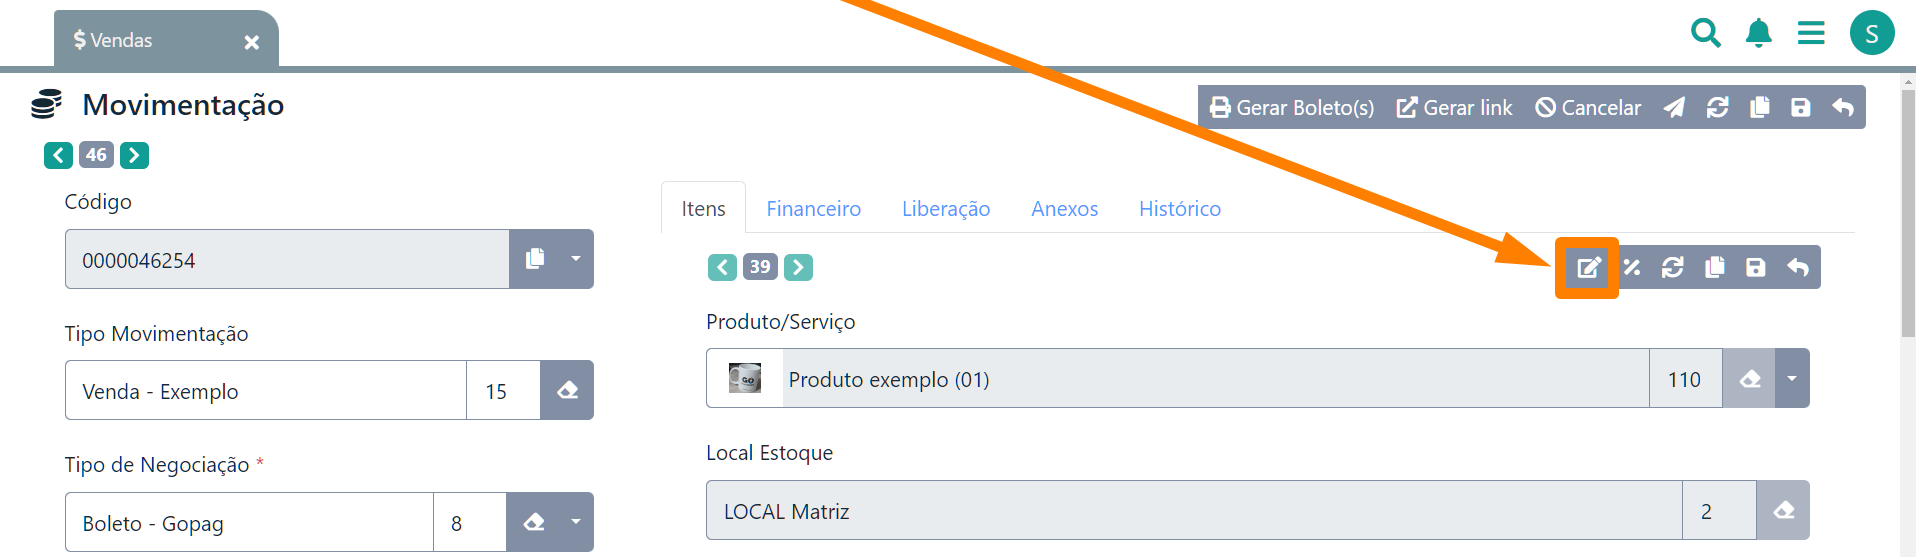 $ Vendas
S
Movimentação
Gerar Boleto(s) Gerar link Cancelar
46
Código
0000046254
Tipo Movimentação
Venda - Exemplo 15
Tipo de Negociação *
Boleto - Gopag 8
Itens Financeiro Liberação Anexos Histórico
39
%
Produto/Serviço
GO
Produto exemplo (01) 110
Local Estoque
LOCAL Matriz 2